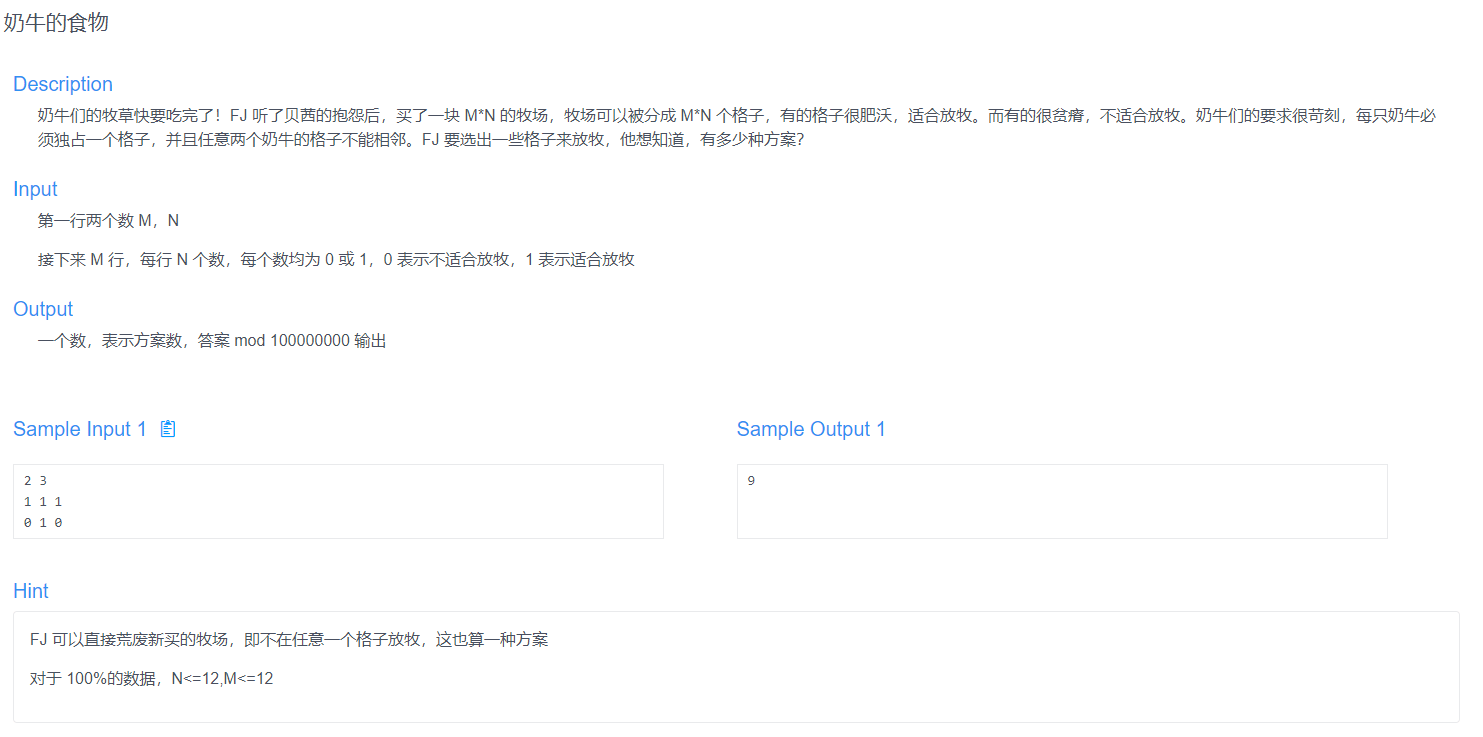 奶牛的食物
Description
奶牛们的牧草快要吃完了！FJ 听了贝茜的抱怨后，买了一块 M*N 的牧场，牧场可以被分成 M*N 个格子，有的格子很肥沃，适合放牧。而有的很贫瘠，不适合放牧。奶牛们的要求很苛刻，每只奶牛必
须独占一个格子，并且任意两个奶牛的格子不能相邻。FJ 要选出一些格子来放牧，他想知道，有多少种方案？
Input
第一行两个数 M，N
接下来 M 行，每行 N 个数，每个数均为 0 或 1，0 表示不适合放牧，1 表示适合放牧
Output
一个数，表示方案数，答案 mod 100000000 输出
Sample Input 1
Sample Output 1
2 3
1 1 1
0 1 0
9
Hint
FJ 可以直接荒废新买的牧场，即不在任意一个格子放牧，这也算一种方案
对于 100%的数据，N<=12,M<=12